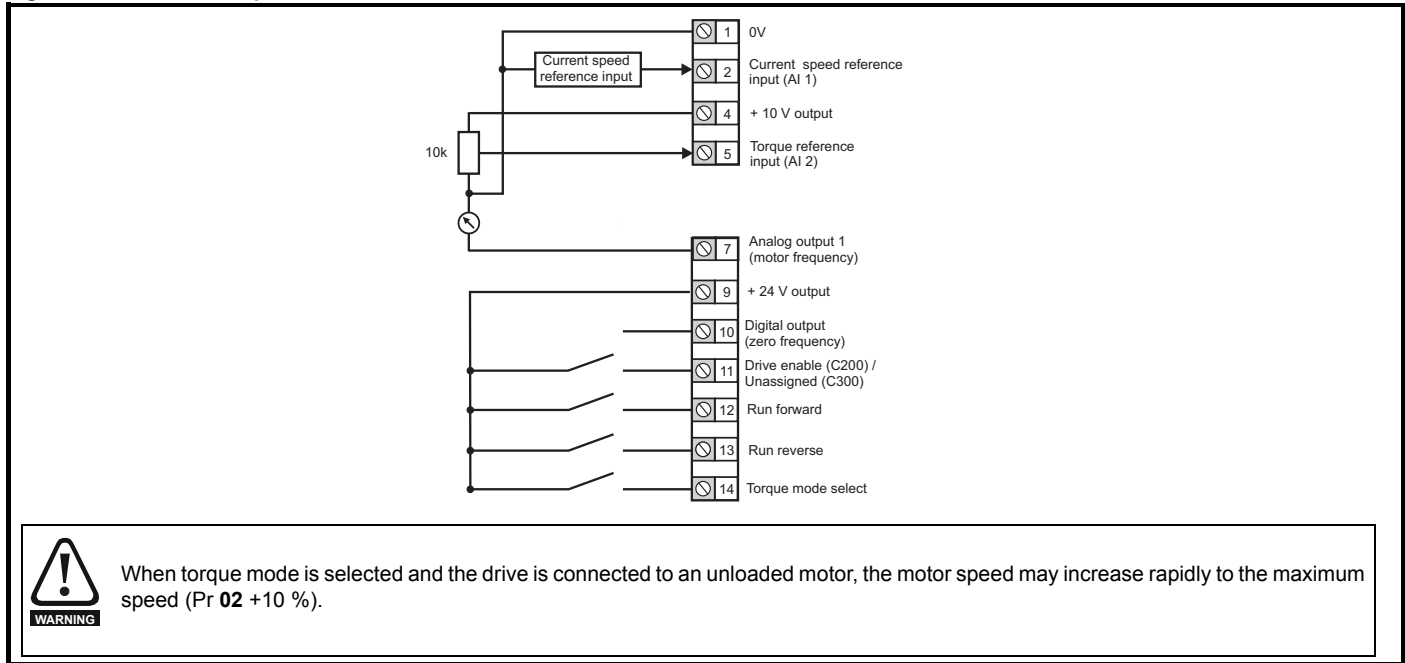 1 0V
Current speed
reference input
2 Current speed reference
input (AI 1)
4 + 10 V output
10k
5 Torque reference
input (AI 2)
7 Analog output 1
(motor frequency)
9 + 24 V output
10 Digital output
(zero frequency)
11 Drive enable (C200) /
Unassigned (C300)
12 Run forward
13 Run reverse
14 Torque mode select
WARNING
When torque mode is selected and the drive is connected to an unloaded motor, the motor speed may increase rapidly to the maximum
speed (Pr 02 +10 %).